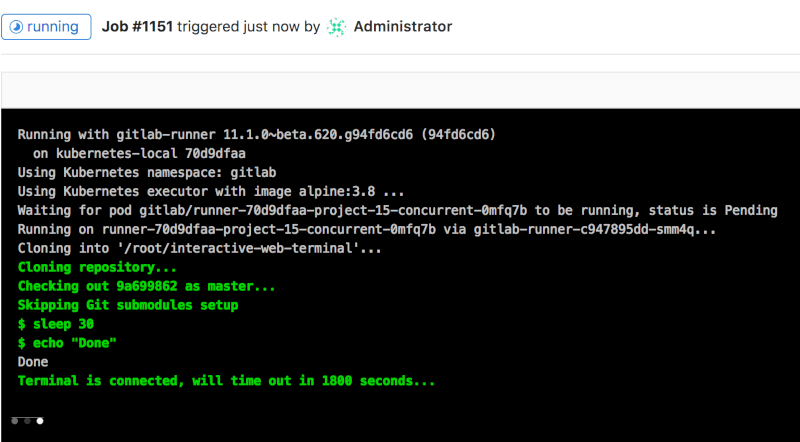 running Job #1151 triggered just now by Administrator
Running with gitlab-runner 11.1.0~beta.620.g94fd6cd6 (94fd6cd6)
on kubernetes-local 70d9dfaa
Using Kubernetes namespace: gitlab
Using Kubernetes executor with image alpine:3.8 ...
Waiting for pod gitlab/runner-70d9dfaa-project-15-concurrent-0mfq7b to be running, status is Pending
Running on runner-70d9dfaa-project-15-concurrent-0mfq7b via gitlab-runner-c947895dd-smm4q...
Cloning into '/root/interactive-web-terminal'...
Cloning repository...
Checking out 9a699862 as master...
Skipping Git submodules setup
$ sleep 30
$ echo "Done"
Done
Terminal is connected, will time out in 1800 seconds...